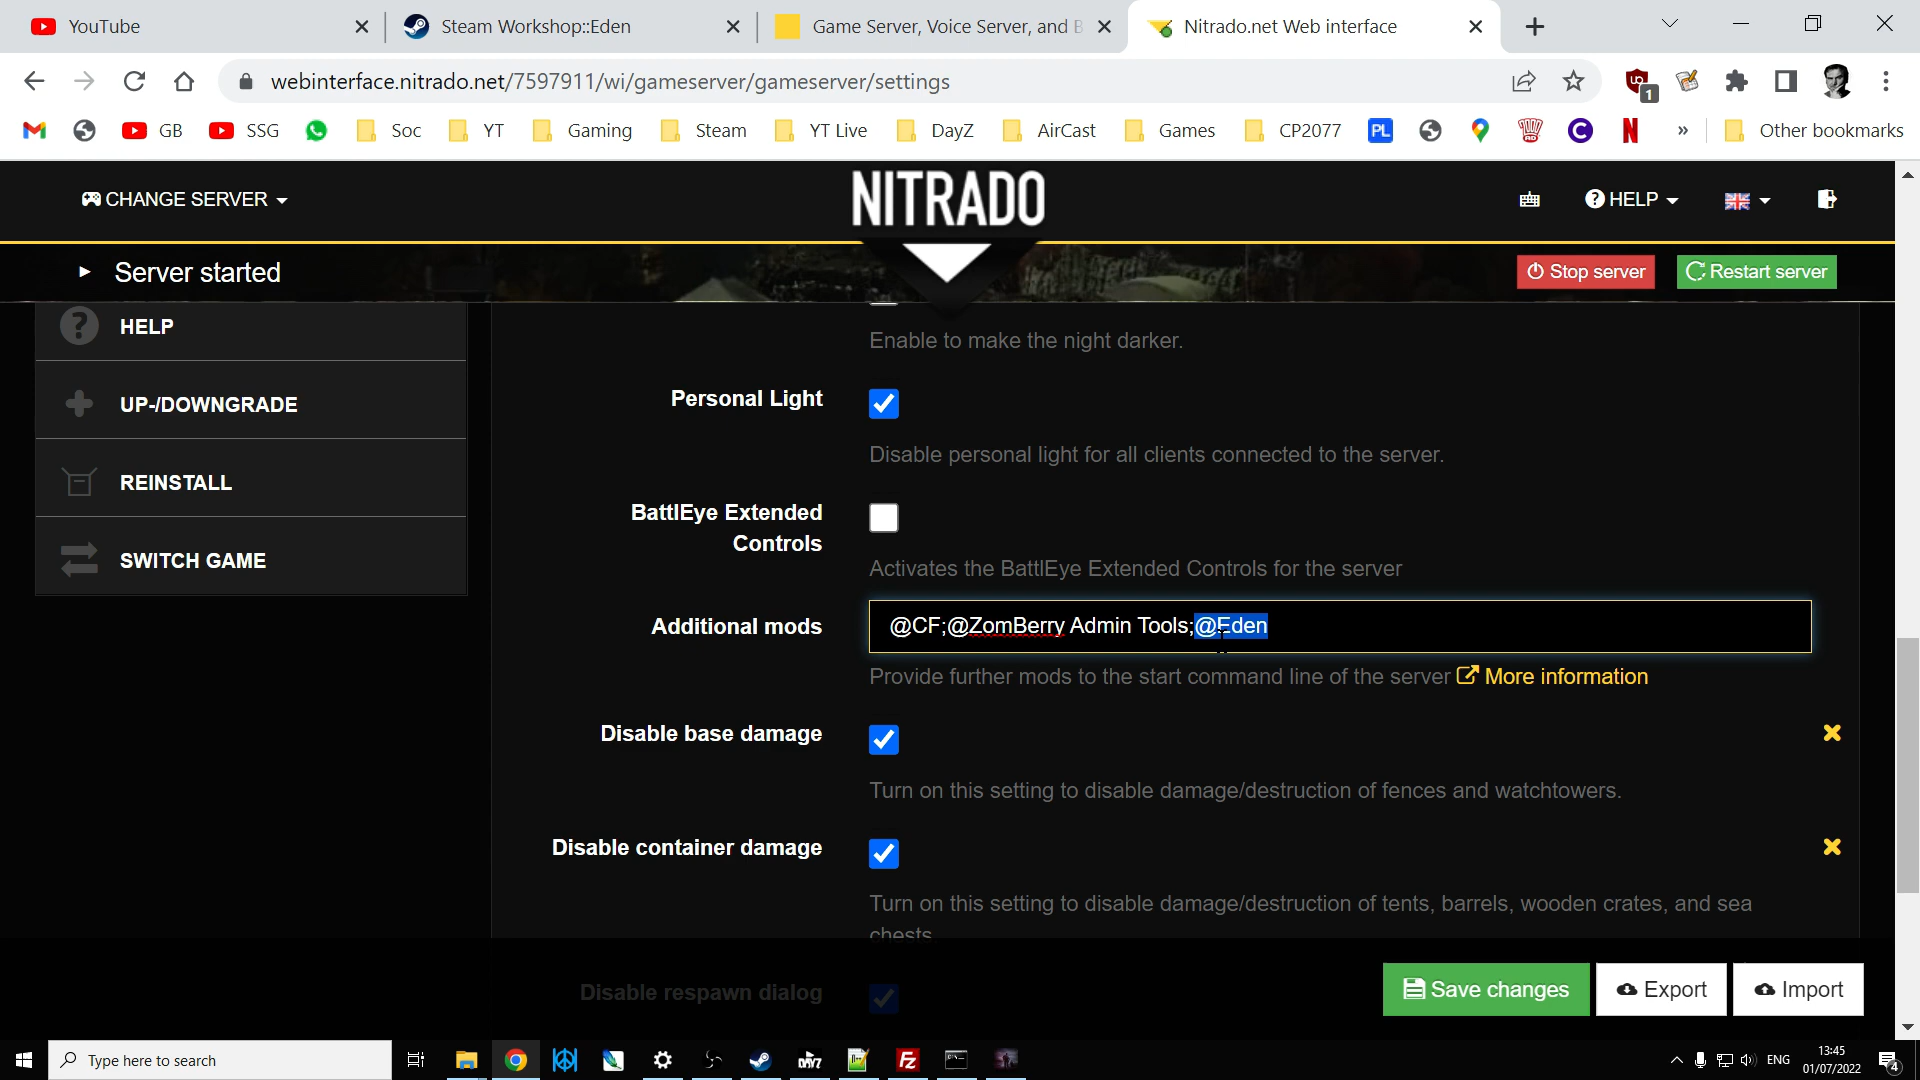 YouTube
Steam Workshop::Eden
Game Server, Voice Server, and B
Nitrado.net Web interface
webinterface.nitrado.net/7597911/wi/gameserver/gameserver/settings
1
GB
SSG
Soc
YT
Gaming
Steam
YT Live
DayZ
AirCast
Games
CP2077
PL
C
N
»
Other bookmarks
CHANGE SERVER
NITRADO
HELP
Server started
Stop server
Restart server
HELP
UP-/DOWNGRADE
REINSTALL
SWITCH GAME
Enable to make the night darker.
Personal Light
Disable personal light for all clients connected to the server.
BattlEye Extended
Controls
Activates the BattlEye Extended Controls for the server
Additional mods
@CF;@ZomBerry Admin Tools;@Eden
Provide further mods to the start command line of the server More information
Disable base damage
Turn on this setting to disable damage/destruction of fences and watchtowers.
Disable container damage
Turn on this setting to disable damage/destruction of tents, barrels, wooden crates, and sea
chests
Disable respawn dialog
Save changes
Export
Import
Type here to search
ENG
13:45
01/07/2022
4